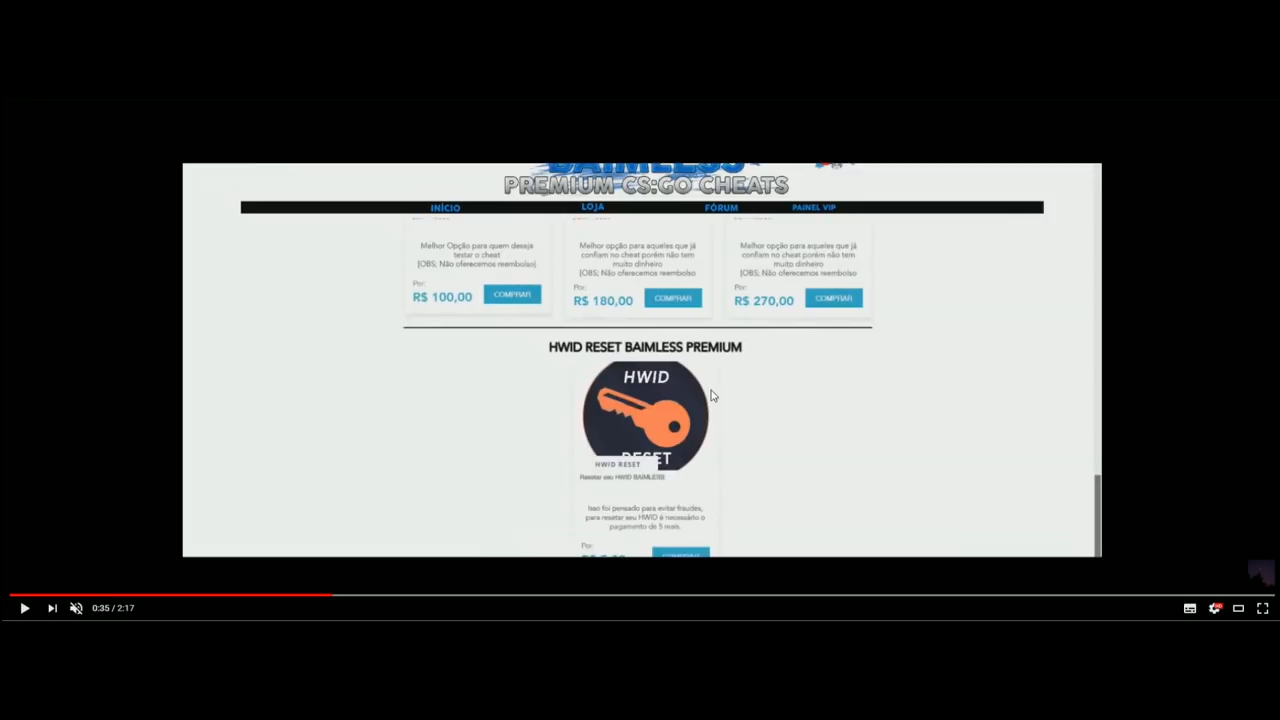 BAIMLESS
PREMIUM CS:GO CHEATS
INÍCIO LOJA FÓRUM PAINEL VIP
Melhor Opção para quem deseja
testar o cheat
[OBS; Não oferecemos reembolso]
Por:
R$ 100,00 COMPRAR
Melhor opção para aqueles que já
confiam no cheat porém não tem
muito dinheiro
[OBS; Não oferecemos reembolso
Por:
R$ 180,00 COMPRAR
Melhor opção para aqueles que já
confiam no cheat porém não tem
muito dinheiro
[OBS; Não oferecemos reembolso
Por:
R$ 270,00 COMPRAR
HWID RESET BAIMLESS PREMIUM
HWID
RESET
HWID RESET
Resetar seu HWID BAIMLESS!
Isso foi pensado para evitar fraudes,
para resetar seu HWID é necessário o
pagamento de 5 reais.
Por:
COMPRAR
0:35 / 2:17